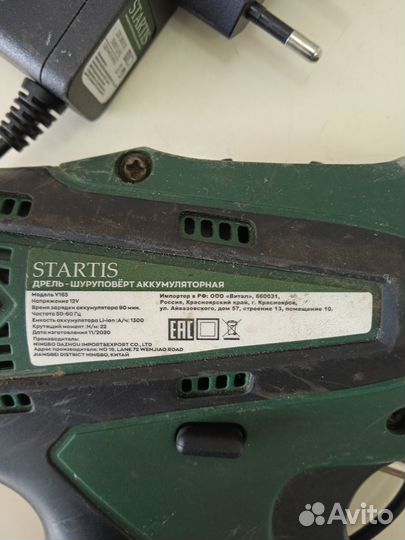 STARTIS
STARTIS
ДРЕЛЬ - ШУРУПОВЁРТ АККУМУЛЯТОРНАЯ
Модель Y163
Напряжение 12V
Время зарядки аккумулятора 90 мин.
Частота 50-60 Гц
Емкость аккумулятора Li-ion :А/ч: 1300
Крутящий момент :Н/м: 22
Дата изготовления 11/2020
NINGBO DAZHOU IMPORT&EXPORT CO., LTD
Адрес производителя: NO 16, LANE 72 WENJIAO ROAD
JIANGBEI DISTRICT NINGBO, КИТАЙ
Импортер в РФ: ООО «Витал», 660031,
Россия, Красноярский край, г. Красноярск,
ул. Айвазовского, дом 57, строение 13, помещение 10.
EAC
Avito